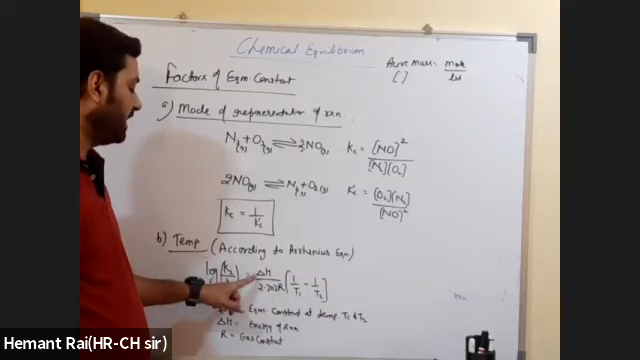 Chemical Equilibrium
Active mass = mole
[ ] lit
Factors of Eqm. Constant
a) Mode of representation of rxn.
N₂(g) + O₂(g) ⇌ 2NO(g) Kc = [NO]²
[N₂][O₂]
2NO(g) ⇌ N₂(g) + O₂(g) K'c = [O₂][N₂]
[NO]²
Kc = 1/K'c
b) Temp (According to Arrhenius Eqn)
log K₂ = ΔH [1/T₁ - 1/T₂]
2.303R
Eqm. Constant at temp. T₁ & T₂
ΔH = Energy of Rxn
R = Gas Constant
Hemant Rai(HR-CH sir)